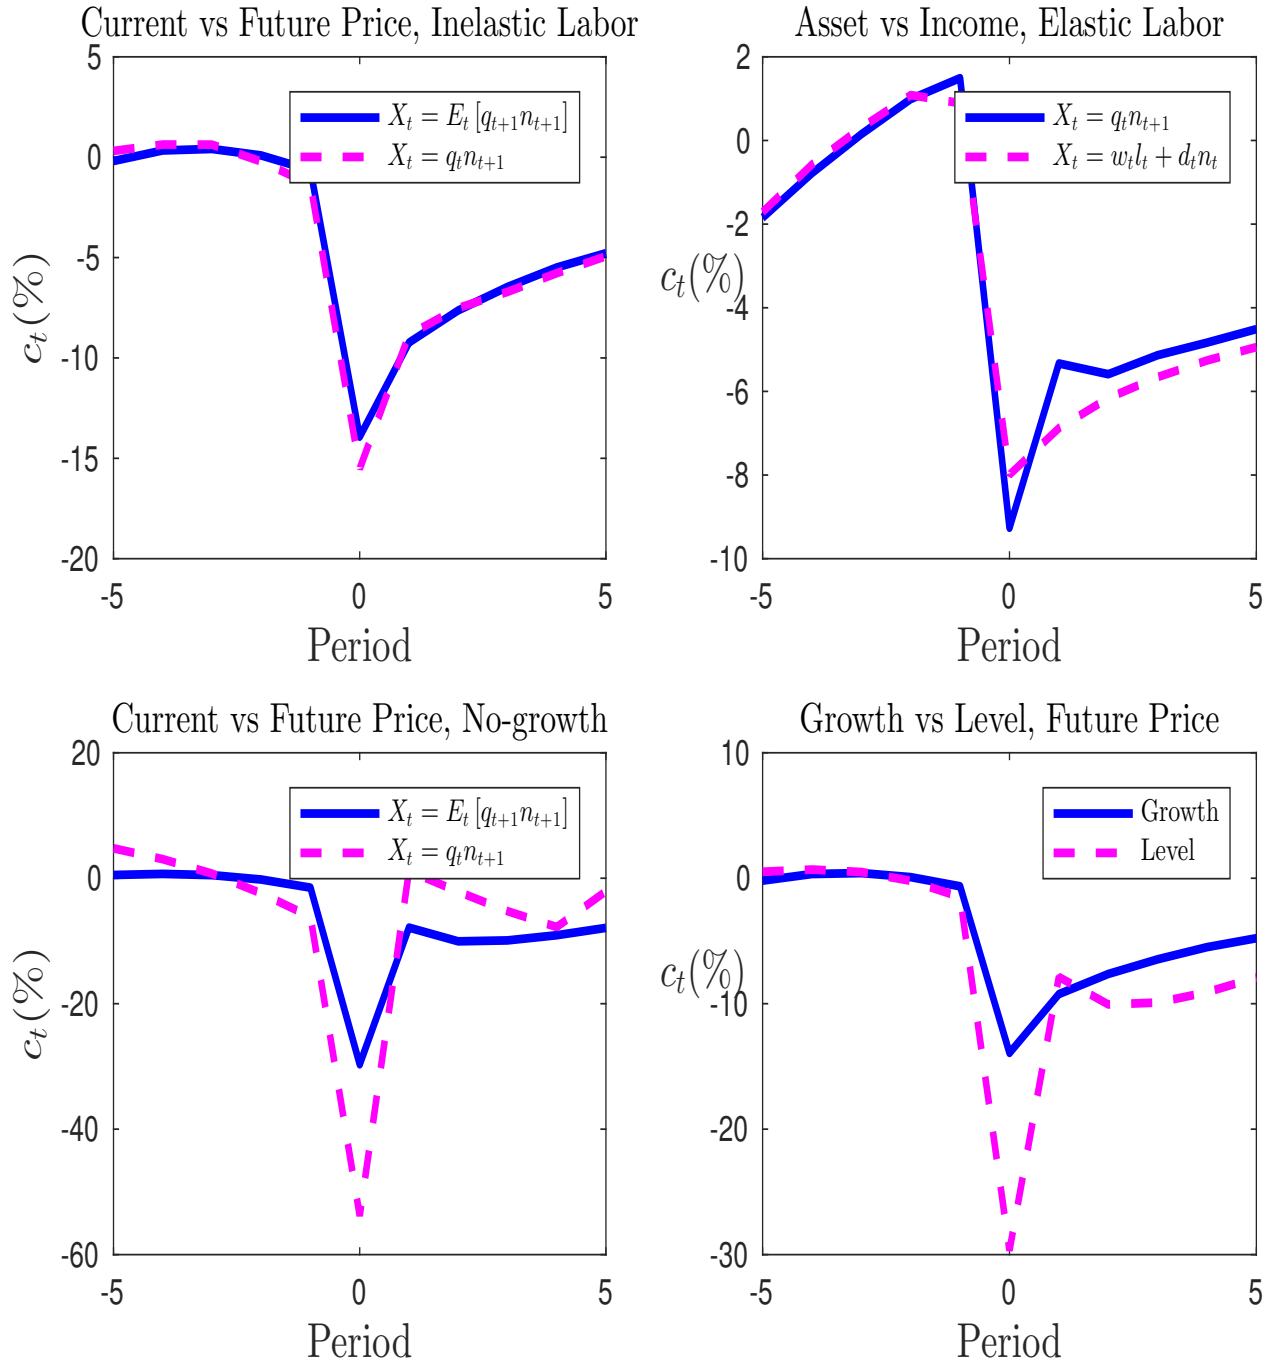 Current vs Future Price, Inelastic Labor
5
0
-5
-10
-15
-20
c_t(%)
X_t = E_t [q_{t+1}n_{t+1}]
X_t = q_t n_{t+1}
-5 0 5
Period
Asset vs Income, Elastic Labor
2
0
-2
-4
-6
-8
-10
c_t(%)
X_t = q_t n_{t+1}
X_t = w_t l_t + d_t n_t
-5 0 5
Period
Current vs Future Price, No-growth
20
0
-20
-40
-60
c_t(%)
X_t = E_t [q_{t+1}n_{t+1}]
X_t = q_t n_{t+1}
-5 0 5
Period
Growth vs Level, Future Price
10
0
-10
-20
-30
c_t(%)
Growth
Level
-5 0 5
Period